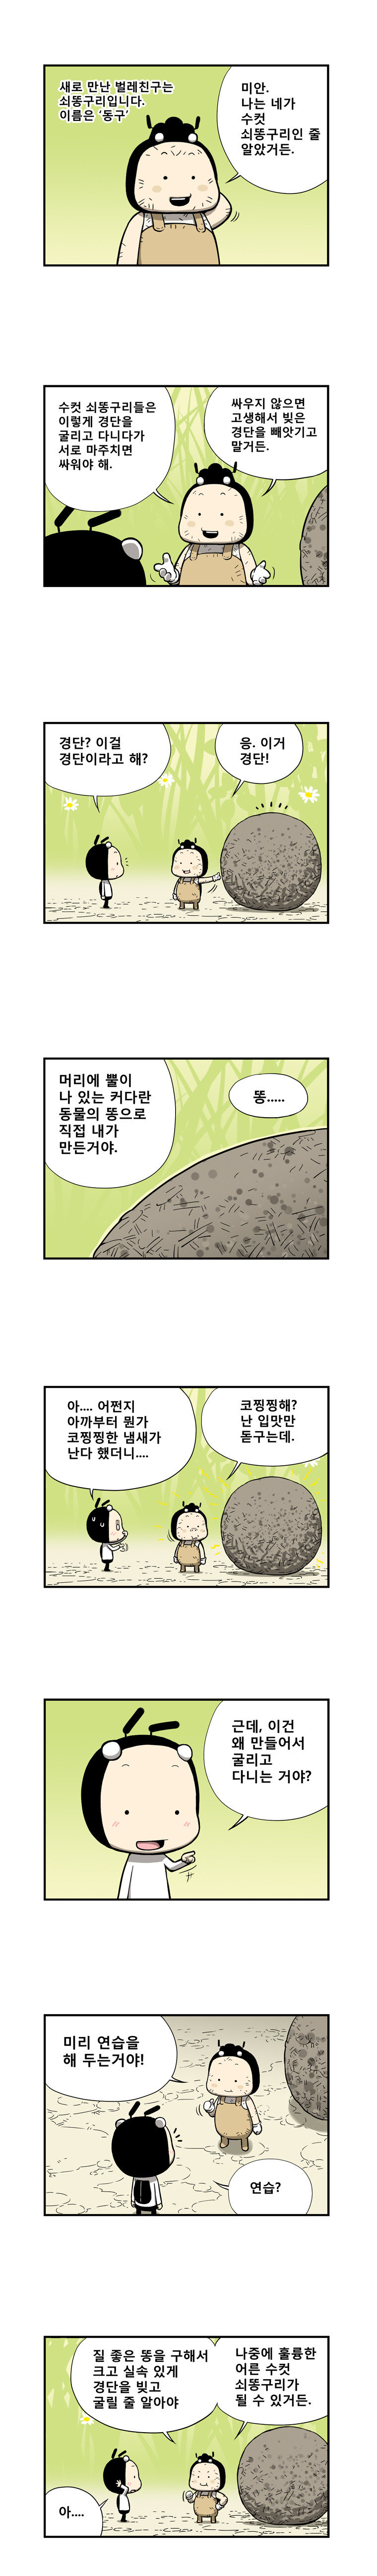 새로 만난 벌레친구는
쇠똥구리입니다.
이름은 '동구'
미안.
나는 네가
수컷
쇠똥구리인 줄
알았거든.
수컷 쇠똥구리들은
이렇게 경단을
굴리고 다니다가
서로 마주치면
싸워야 해.
싸우지 않으면
고생해서 빚은
경단을 빼앗기고
말거든.
경단? 이걸
경단이라고 해?
응. 이거
경단!
머리에 뿔이
나 있는 커다란
동물의 똥으로
직접 내가
만든거야.
똥.....
아.... 어쩐지
아까부터 뭔가
코찡찡한 냄새가
난다 했더니....
코찡찡해?
난 입맛만
돋구는데.
근데, 이건
왜 만들어서
굴리고
다니는 거야?
미리 연습을
해 두는거야!
연습?
질 좋은 똥을 구해서
크고 실속 있게
경단을 빚고
굴릴 줄 알아야
나중에 훌륭한
어른 수컷
쇠똥구리가
될 수 있거든.
아....